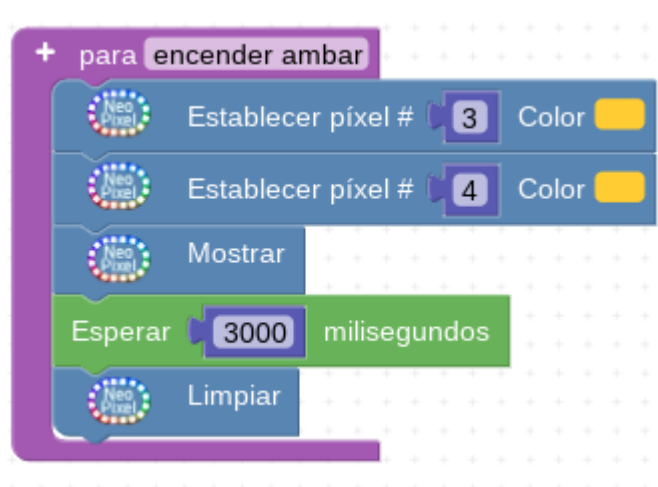 + para encender ambar
Neo Pixel Establecer píxel # 3 Color
Neo Pixel Establecer píxel # 4 Color
Neo Pixel Mostrar
Esperar 3000 milisegundos
Neo Pixel Limpiar